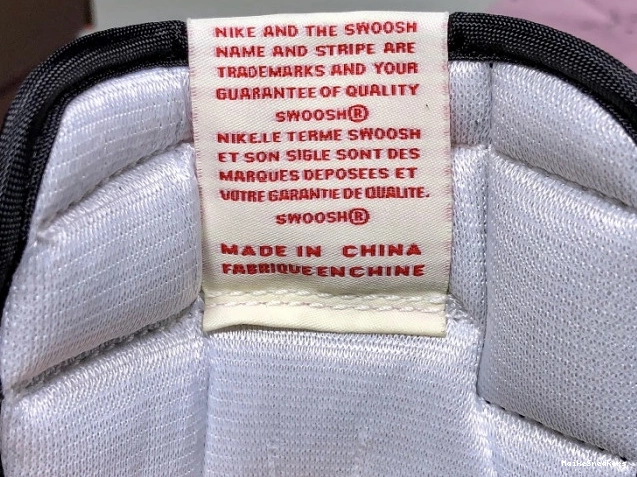 NIKE AND THE SWOOSH
NAME AND STRIPE ARE
TRADEMARKS AND YOUR
GUARANTEE OF QUALITY
SWOOSH®
NIKE.LE TERME SWOOSH
ET SON SIGLE SONT DES
MARQUES DEPOSEES ET
VOTRE GARANTIE DE QUALITE.
SWOOSH®
MADE IN CHINA
FABRIQUE EN CHINE